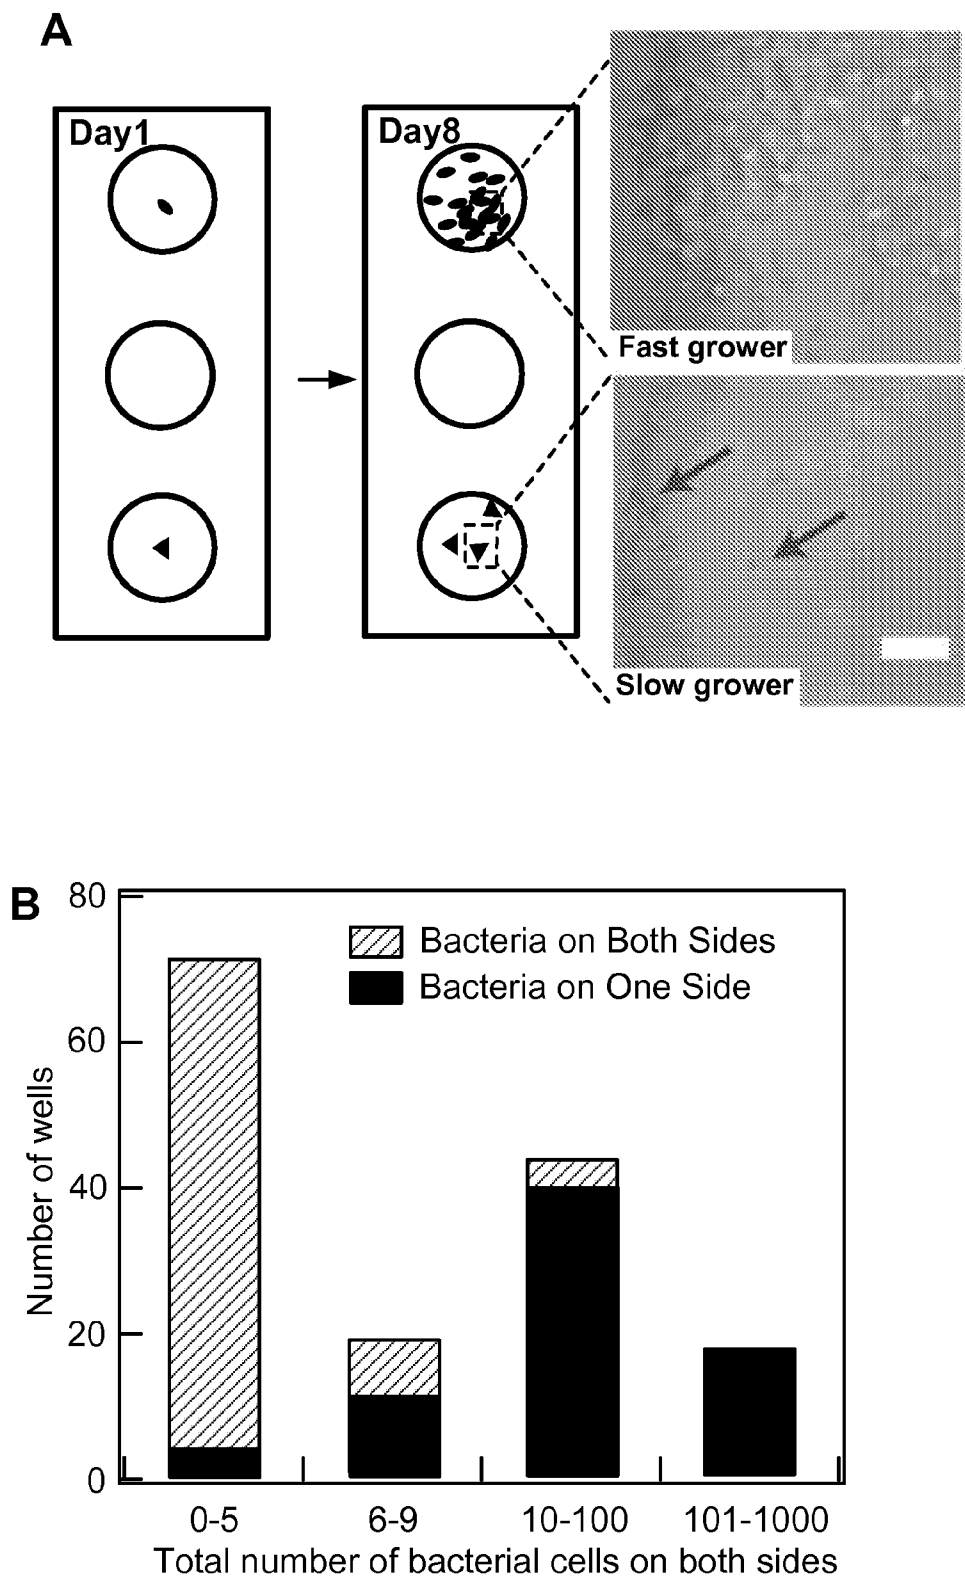 A
Day1
Day8
Fast grower
Slow grower
B
80
60
40
20
0
Number of wells
Bacteria on Both Sides
Bacteria on One Side
0-5 6-9 10-100 101-1000
Total number of bacterial cells on both sides